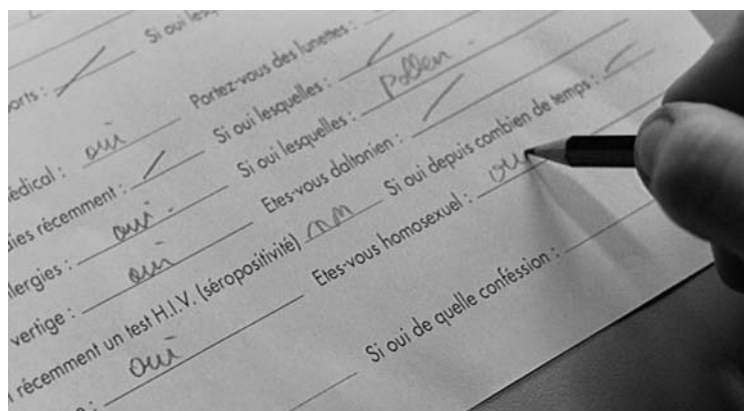 orts : / Si oui lesq
édical : oui Portez-vous des lunettes :
dies récemment : / Si oui lesquelles : /
llergies : oui. Si oui lesquelles : pollen.
vertige : oui Etes-vous daltonien : /
récemment un test H.I.V. (séropositivité) non Si oui depuis combien de temps : /
e : oui Etes-vous homosexuel : oui
Si oui de quelle conféssion :